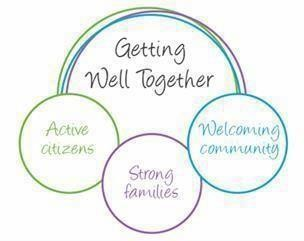 Getting
Well Together
Active
citizens
Strong
families
Welcoming
community